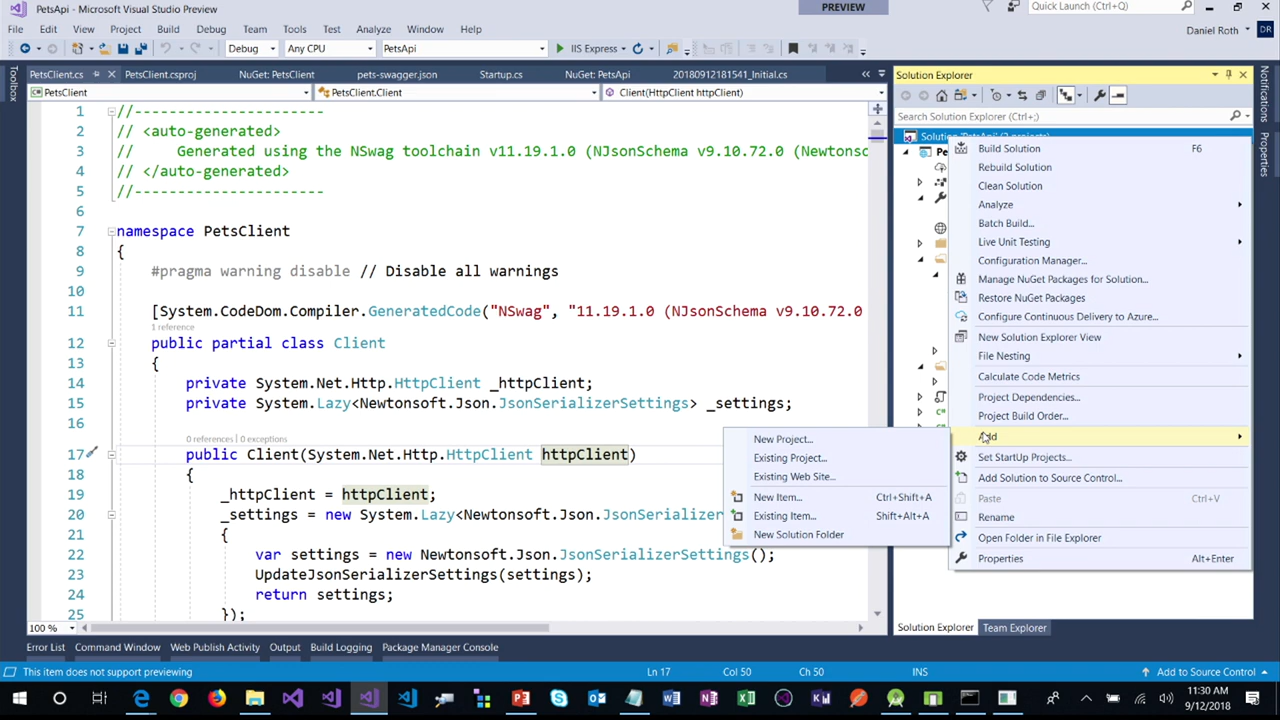 PetsApi - Microsoft Visual Studio Preview
PREVIEW
Quick Launch (Ctrl+Q)
File Edit View Project Build Debug Team Tools Test Analyze Window Help
Daniel Roth DR
Debug Any CPU PetsApi IIS Express
PetsClient.cs PetsClient.csproj NuGet: PetsClient pets-swagger.json Startup.cs NuGet: PetsApi 20180912181541_Initial.cs
PetsClient PetsClient.Client Client(HttpClient httpClient)
Toolbox
1 //-----------------------
2 // <auto-generated>
3 //     Generated using the NSwag toolchain v11.19.1.0 (NJsonSchema v9.10.72.0 (Newtonso
4 // </auto-generated>
5 //-----------------------
6
7 namespace PetsClient
8 {
9 #pragma warning disable // Disable all warnings
10
11 [System.CodeDom.Compiler.GeneratedCode("NSwag", "11.19.1.0 (NJsonSchema v9.10.72.0
1 reference
12 public partial class Client
13 {
14 private System.Net.Http.HttpClient _httpClient;
15 private System.Lazy<Newtonsoft.Json.JsonSerializerSettings> _settings;
16
0 references | 0 exceptions
17 public Client(System.Net.Http.HttpClient httpClient)
18 {
19 _httpClient = httpClient;
20 _settings = new System.Lazy<Newtonsoft.Json.JsonSerializer
21 {
22 var settings = new Newtonsoft.Json.JsonSerializerSettings();
23 UpdateJsonSerializerSettings(settings);
24 return settings;
25 });
100 %
Solution Explorer
Search Solution Explorer (Ctrl+;)
Solution 'PetsApi' (2 projects)
Pe
Build Solution F6
Rebuild Solution
Clean Solution
Analyze
Batch Build...
Live Unit Testing
Configuration Manager...
Manage NuGet Packages for Solution...
Restore NuGet Packages
Configure Continuous Delivery to Azure...
New Solution Explorer View
File Nesting
Calculate Code Metrics
Project Dependencies...
Project Build Order...
Add
Set StartUp Projects...
Add Solution to Source Control...
Paste Ctrl+V
Rename
Open Folder in File Explorer
Properties Alt+Enter
New Project...
Existing Project...
Existing Web Site...
New Item... Ctrl+Shift+A
Existing Item... Shift+Alt+A
New Solution Folder
Notifications
Properties
Solution Explorer Team Explorer
Error List Command Window Web Publish Activity Output Build Logging Package Manager Console
This item does not support previewing Ln 17 Col 50 Ch 50 INS Add to Source Control
11:30 AM
9/12/2018